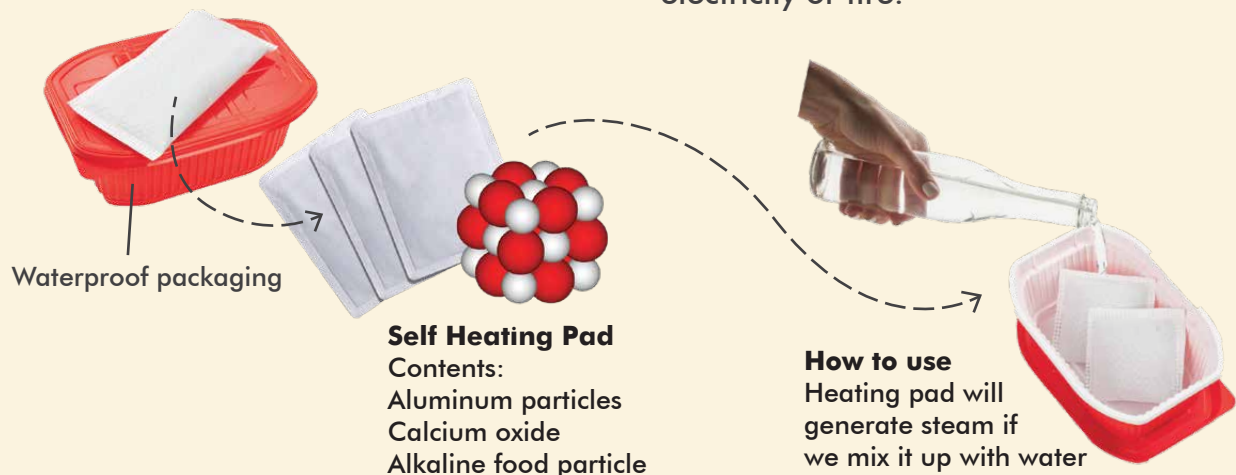 Waterproof packaging
Self Heating Pad
Contents:
Aluminum particles
Calcium oxide
Alkaline food particle
How to use
Heating pad will
generate steam if
we mix it up with water